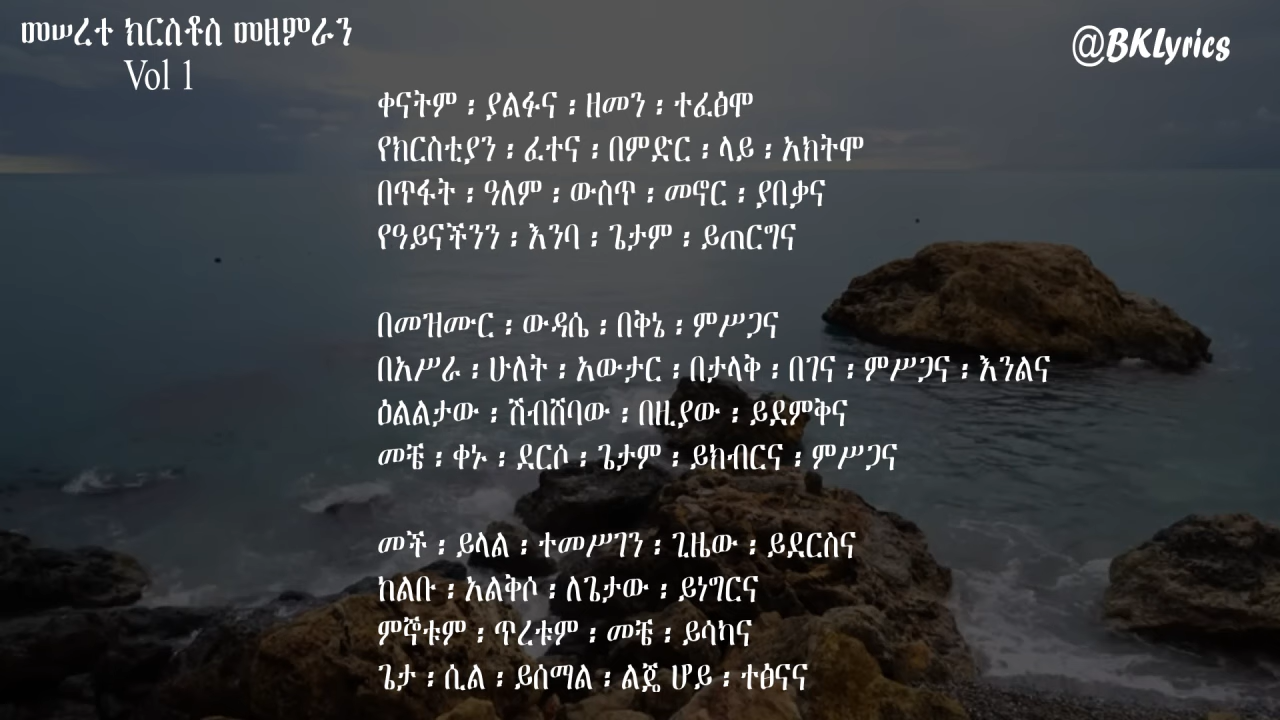 መሠረተ ክርስቶስ መዘምራን
Vol 1
@BKLyrics
ቀናትም ፡ ያልፋና ፡ ዘመን ፡ ተፈፅሞ
የክርስቲያን ፡ ፈተና ፡ በምድር ፡ ላይ ፡ አክትሞ
በጥፋት ፡ ዓለም ፡ ውስጥ ፡ መኖር ፡ ያበቃና
የዓይናችንን ፡ እንባ ፡ ጌታም ፡ ይጠርግና
በመዝሙር ፡ ውዳሴ ፡ በቅኔ ፡ ምሥጋና
በአሥራ ፡ ሁለት ፡ አውታር ፡ በታላቅ ፡ በገና ፡ ምሥጋና ፡ እንልና
ዕልልታው ፡ ሽብሸባው ፡ በዚያው ፡ ይደምቅና
መቼ ፡ ቀኑ ፡ ደርሶ ፡ ጌታም ፡ ይክብርና ፡ ምሥጋና
መች ፡ ይላል ፡ ተመሥገን ፡ ጊዜው ፡ ይደርስና
ከልቡ ፡ አልቅሶ ፡ ለጌታው ፡ ይነግርና
ምኞቱም ፡ ጥረቱም ፡ መቼ ፡ ይሳካና
ጌታ ፡ ሲል ፡ ይሰማል ፡ ልጄ ሆይ ፡ ተፅናና